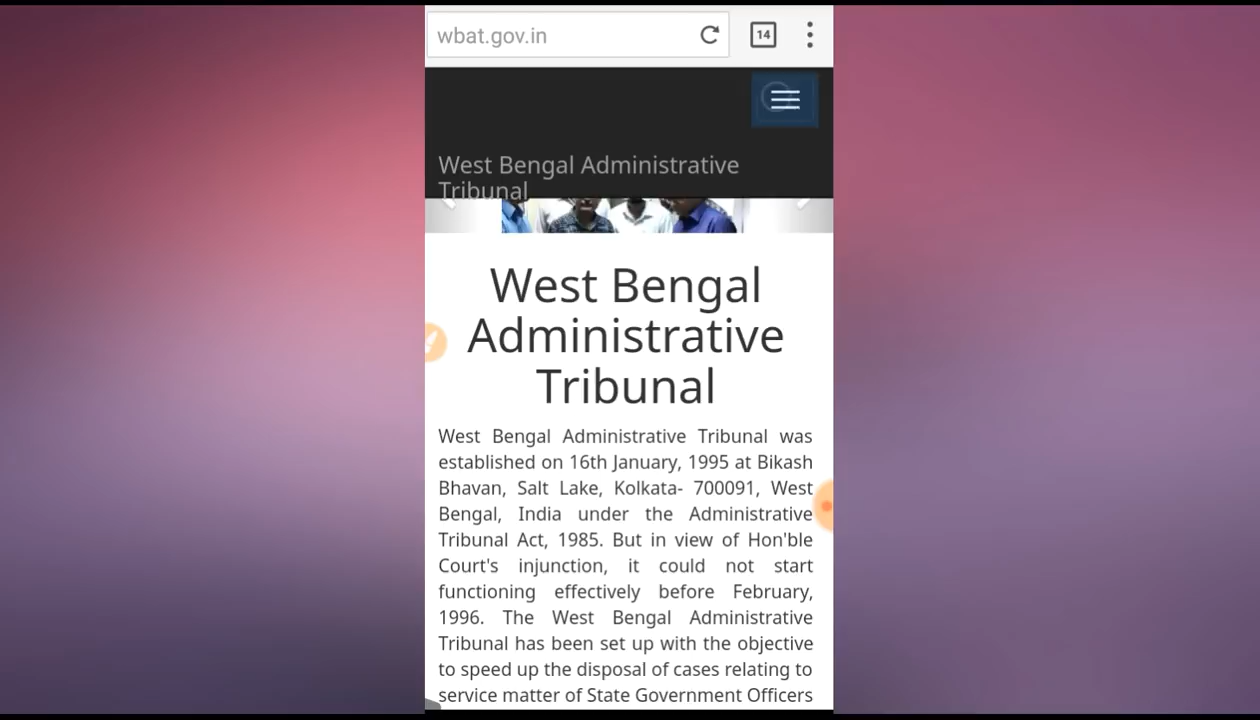 wbat.gov.in
14
West Bengal Administrative
Tribunal
West Bengal
Administrative
Tribunal
West Bengal Administrative Tribunal was
established on 16th January, 1995 at Bikash
Bhavan, Salt Lake, Kolkata- 700091, West
Bengal, India under the Administrative
Tribunal Act, 1985. But in view of Hon'ble
Court's injunction, it could not start
functioning effectively before February,
1996. The West Bengal Administrative
Tribunal has been set up with the objective
to speed up the disposal of cases relating to
service matter of State Government Officers